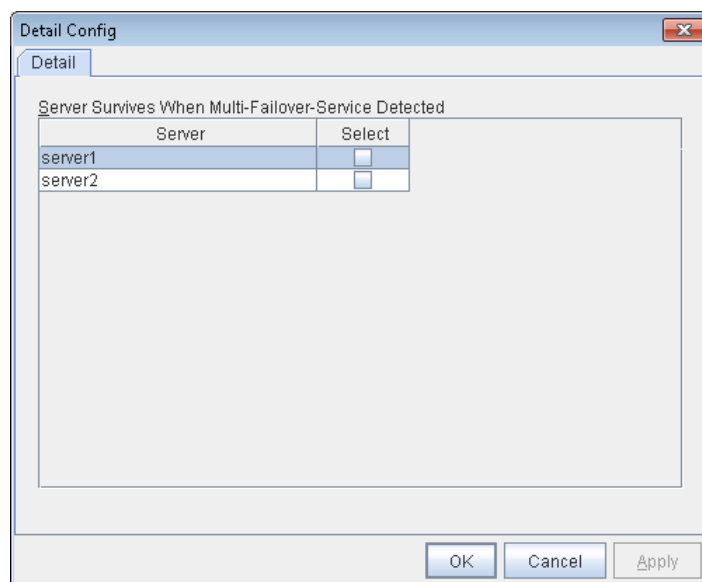 Detail Config
Detail
Server Survives When Multi-Failover-Service Detected
Server Select
server1
server2
OK Cancel Apply